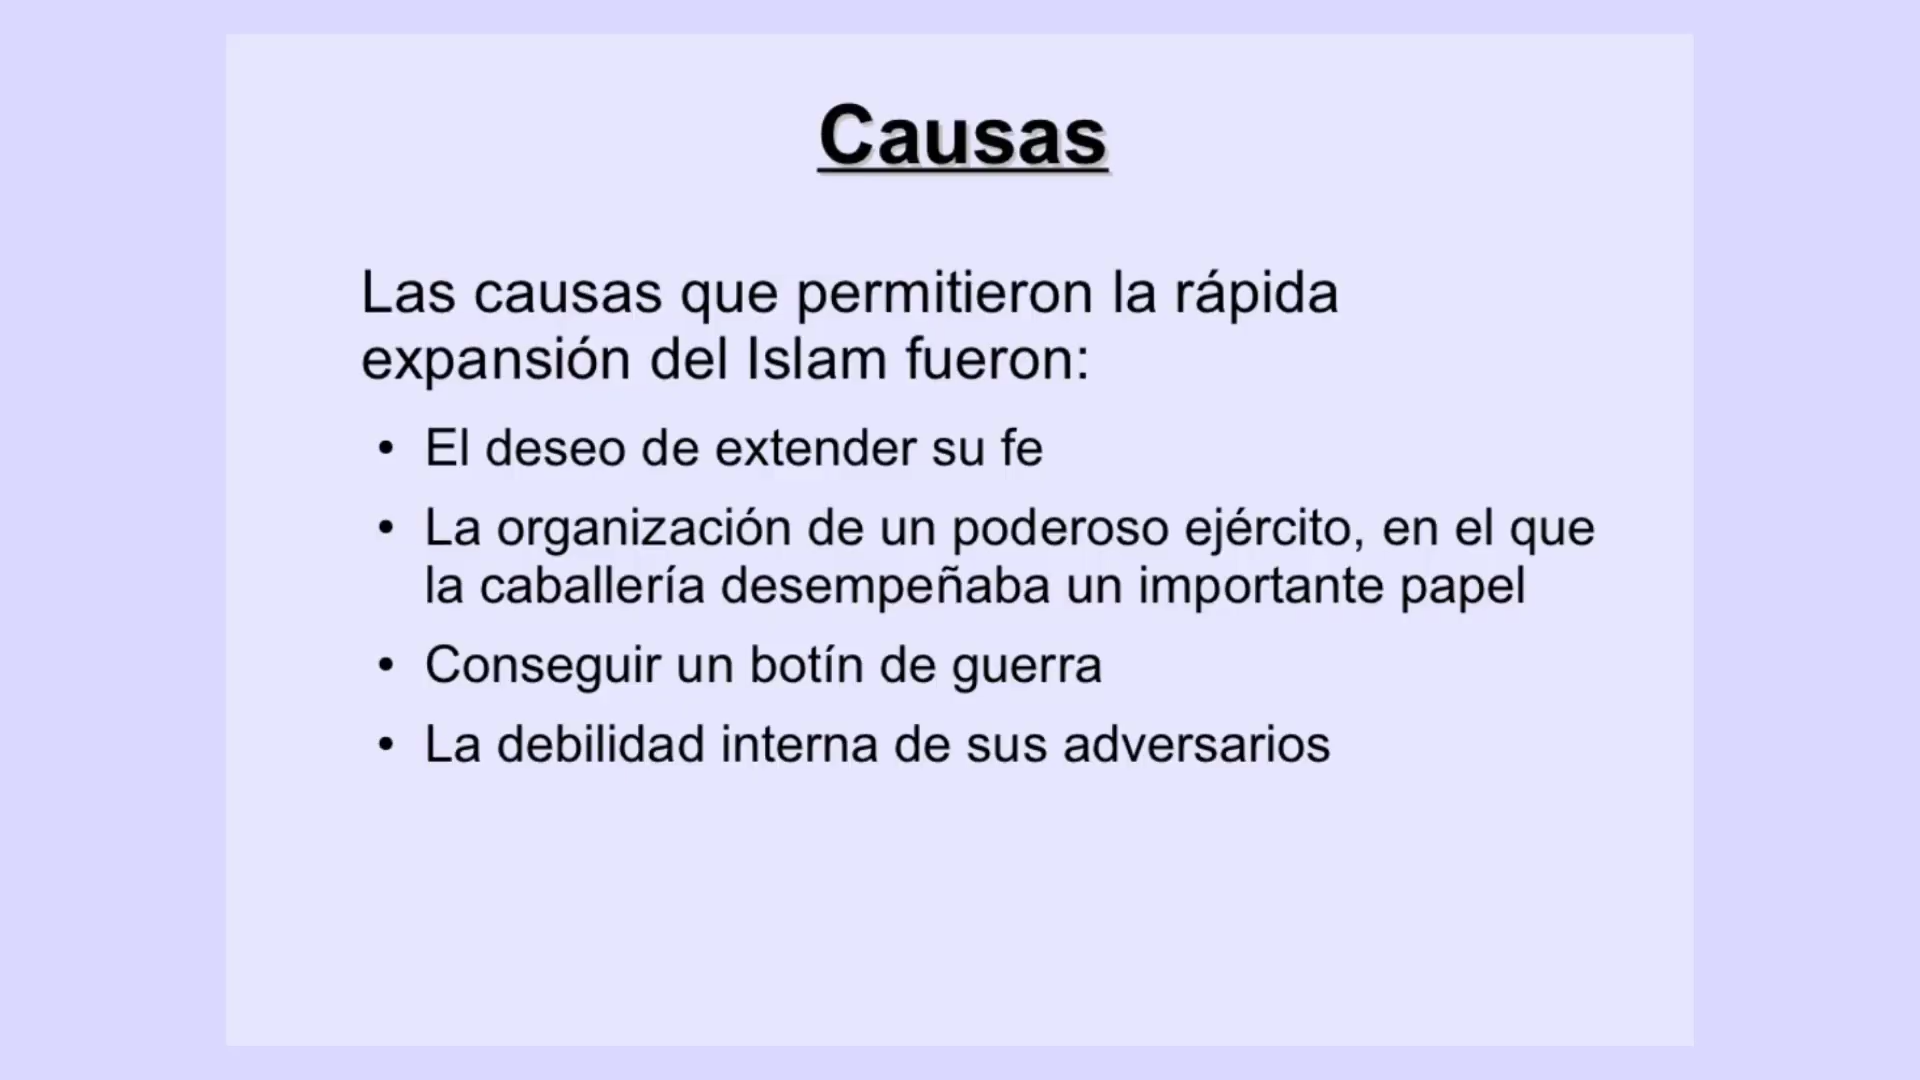 Causas
Las causas que permitieron la rápida
expansión del Islam fueron:
• El deseo de extender su fe
• La organización de un poderoso ejército, en el que
la caballería desempeñaba un importante papel
• Conseguir un botín de guerra
• La debilidad interna de sus adversarios